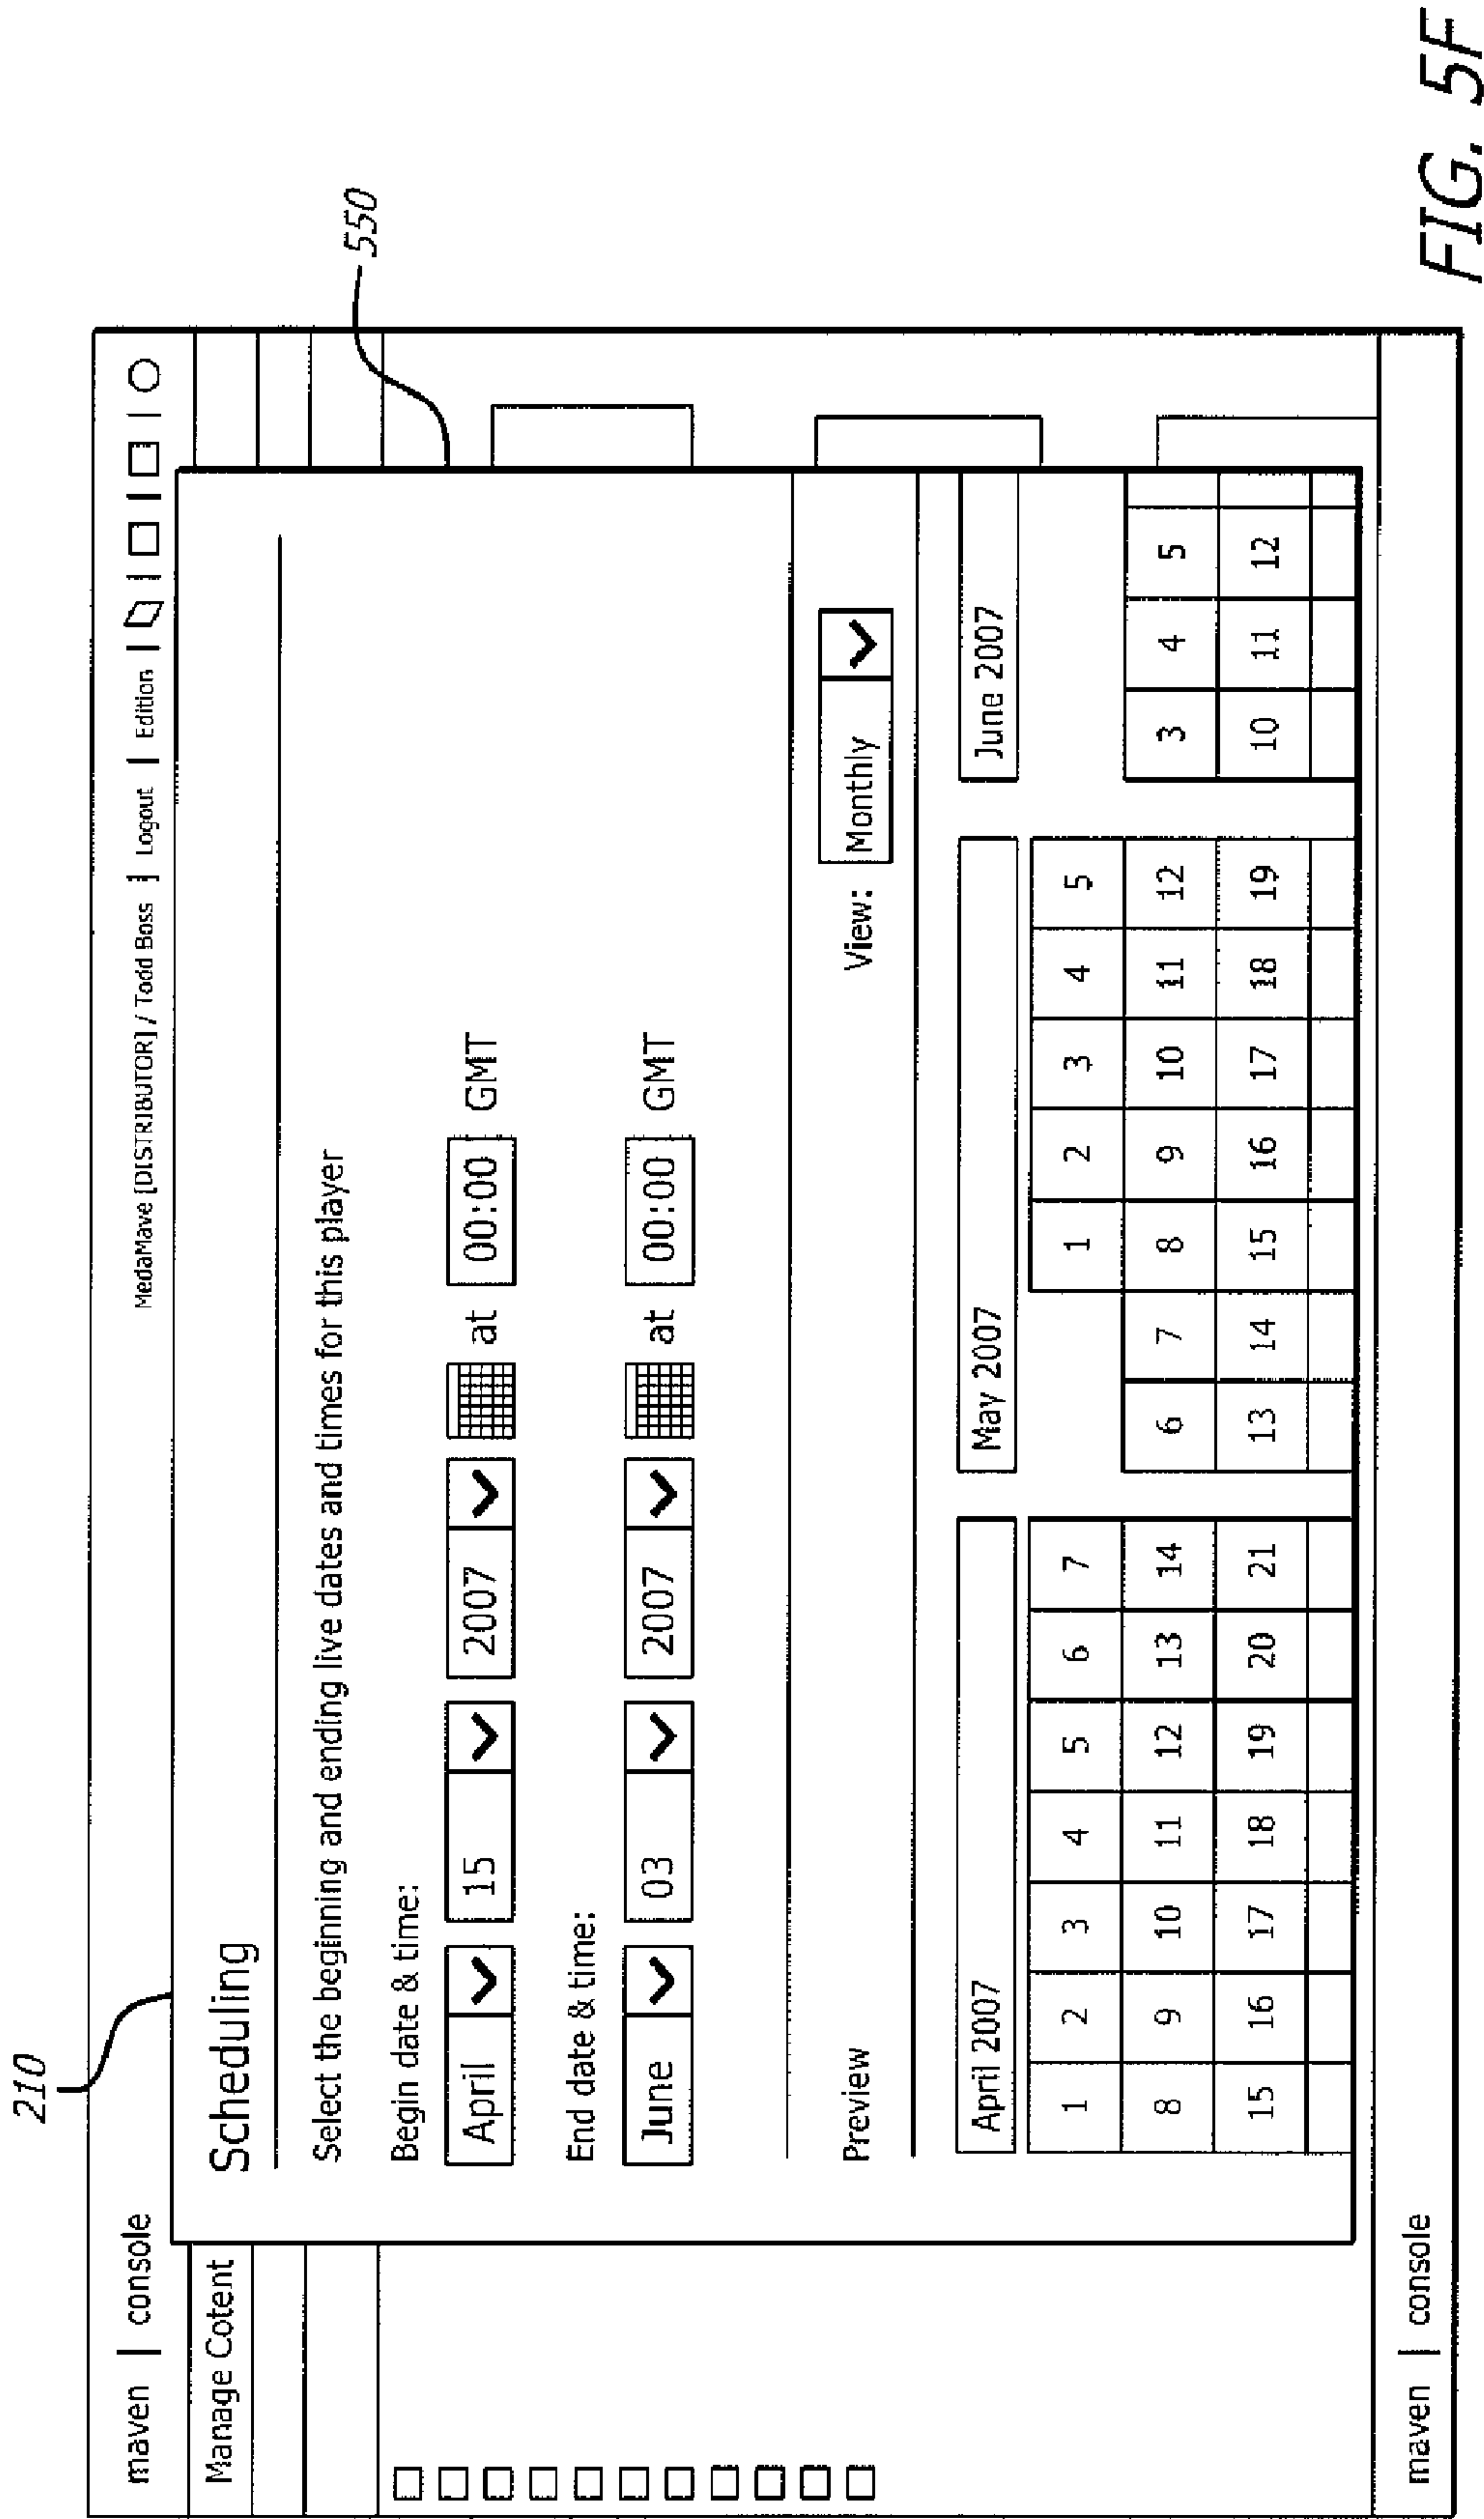 210
550
maven | console
MedaMave [DISTRIBUTOR] / Todd Boss | Logout | Edition
Manage Cotent
Scheduling
Select the beginning and ending live dates and times for this player
Begin date & time:
April 15 2007 at 00:00 GMT
End date & time:
June 03 2007 at 00:00 GMT
Preview View: Monthly
April 2007 May 2007 June 2007
1 2 3 4 5 6 7 1 2 3 4 5
8 9 10 11 12 13 14 6 7 8 9 10 11 12 3 4 5
15 16 17 18 19 20 21 13 14 15 16 17 18 19 10 11 12
maven | console
FIG. 5F